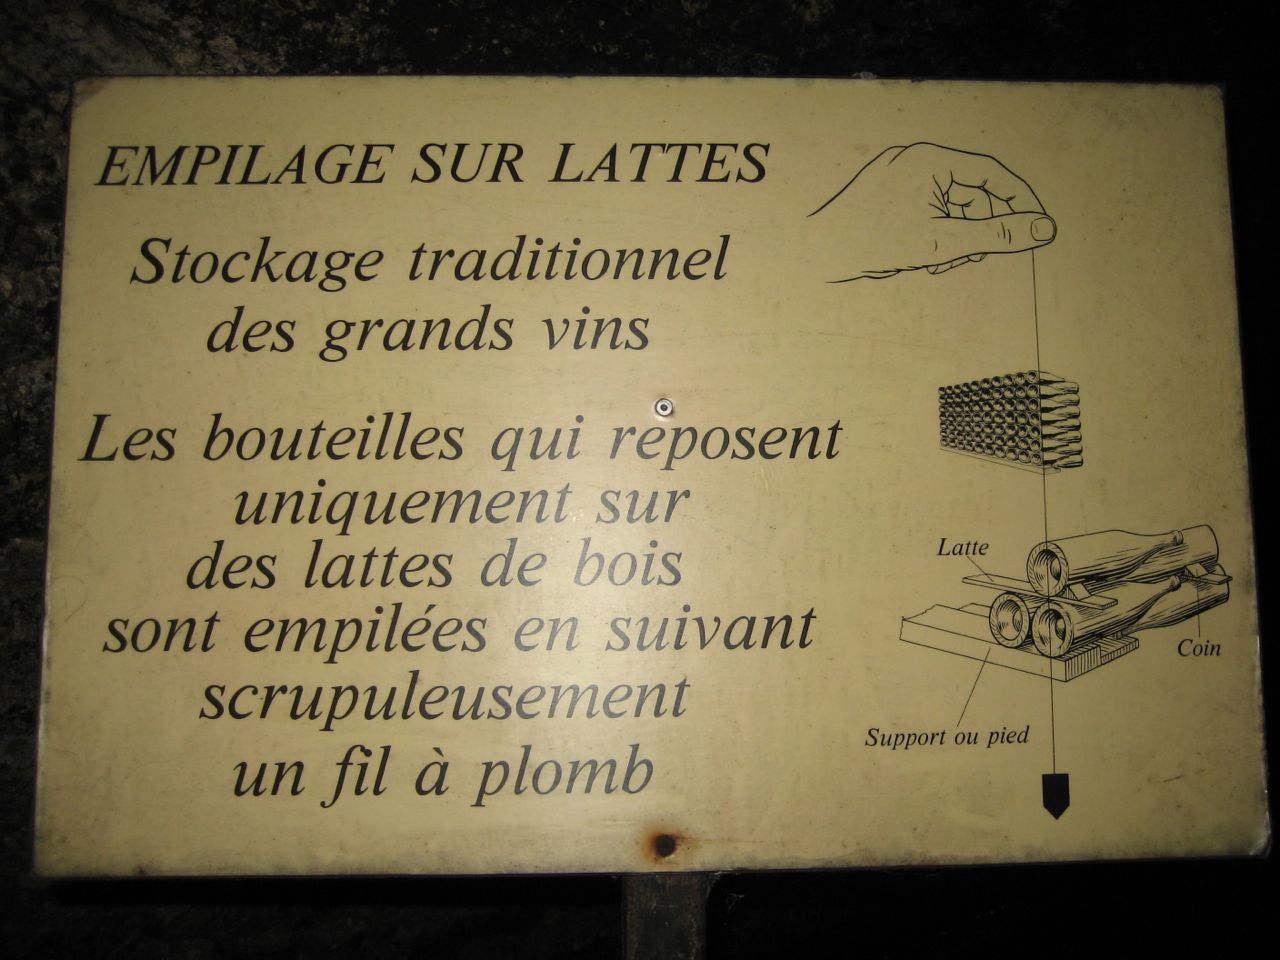 EMPILAGE SUR LATTES
Stockage traditionnel
des grands vins
Les bouteilles qui reposent
uniquement sur
des lattes de bois
sont empilées en suivant
scrupuleusement
un fil à plomb
Latte
Coin
Support ou pied